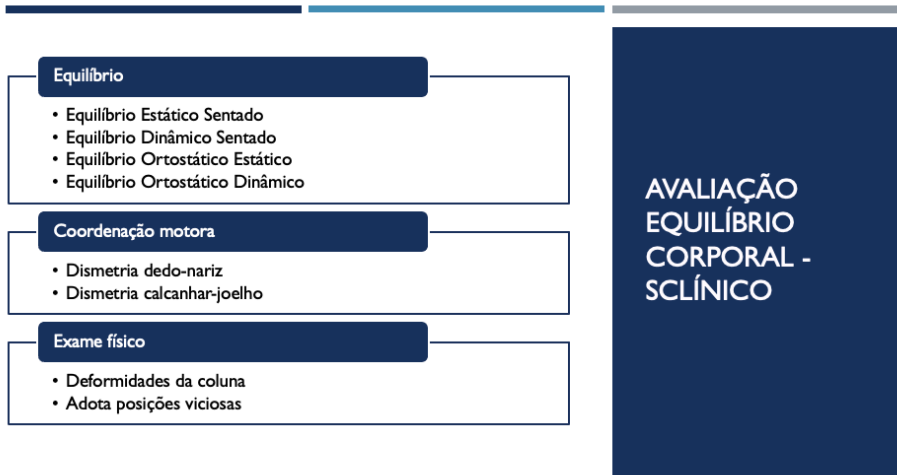 Equilíbrio
• Equilíbrio Estático Sentado
• Equilíbrio Dinâmico Sentado
• Equilíbrio Ortostático Estático
• Equilíbrio Ortostático Dinâmico
Coordenação motora
• Dismetria dedo-nariz
• Dismetria calcanhar-joelho
Exame físico
• Deformidades da coluna
• Adota posições viciosas
AVALIAÇÃO
EQUILÍBRIO
CORPORAL -
SCLÍNICO